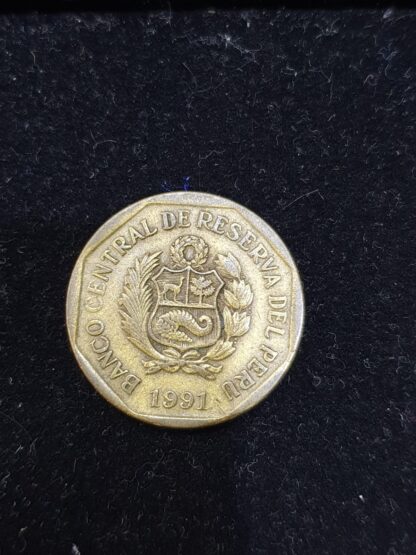 BANCO CENTRAL DE RESERVA DEL PERU
1991